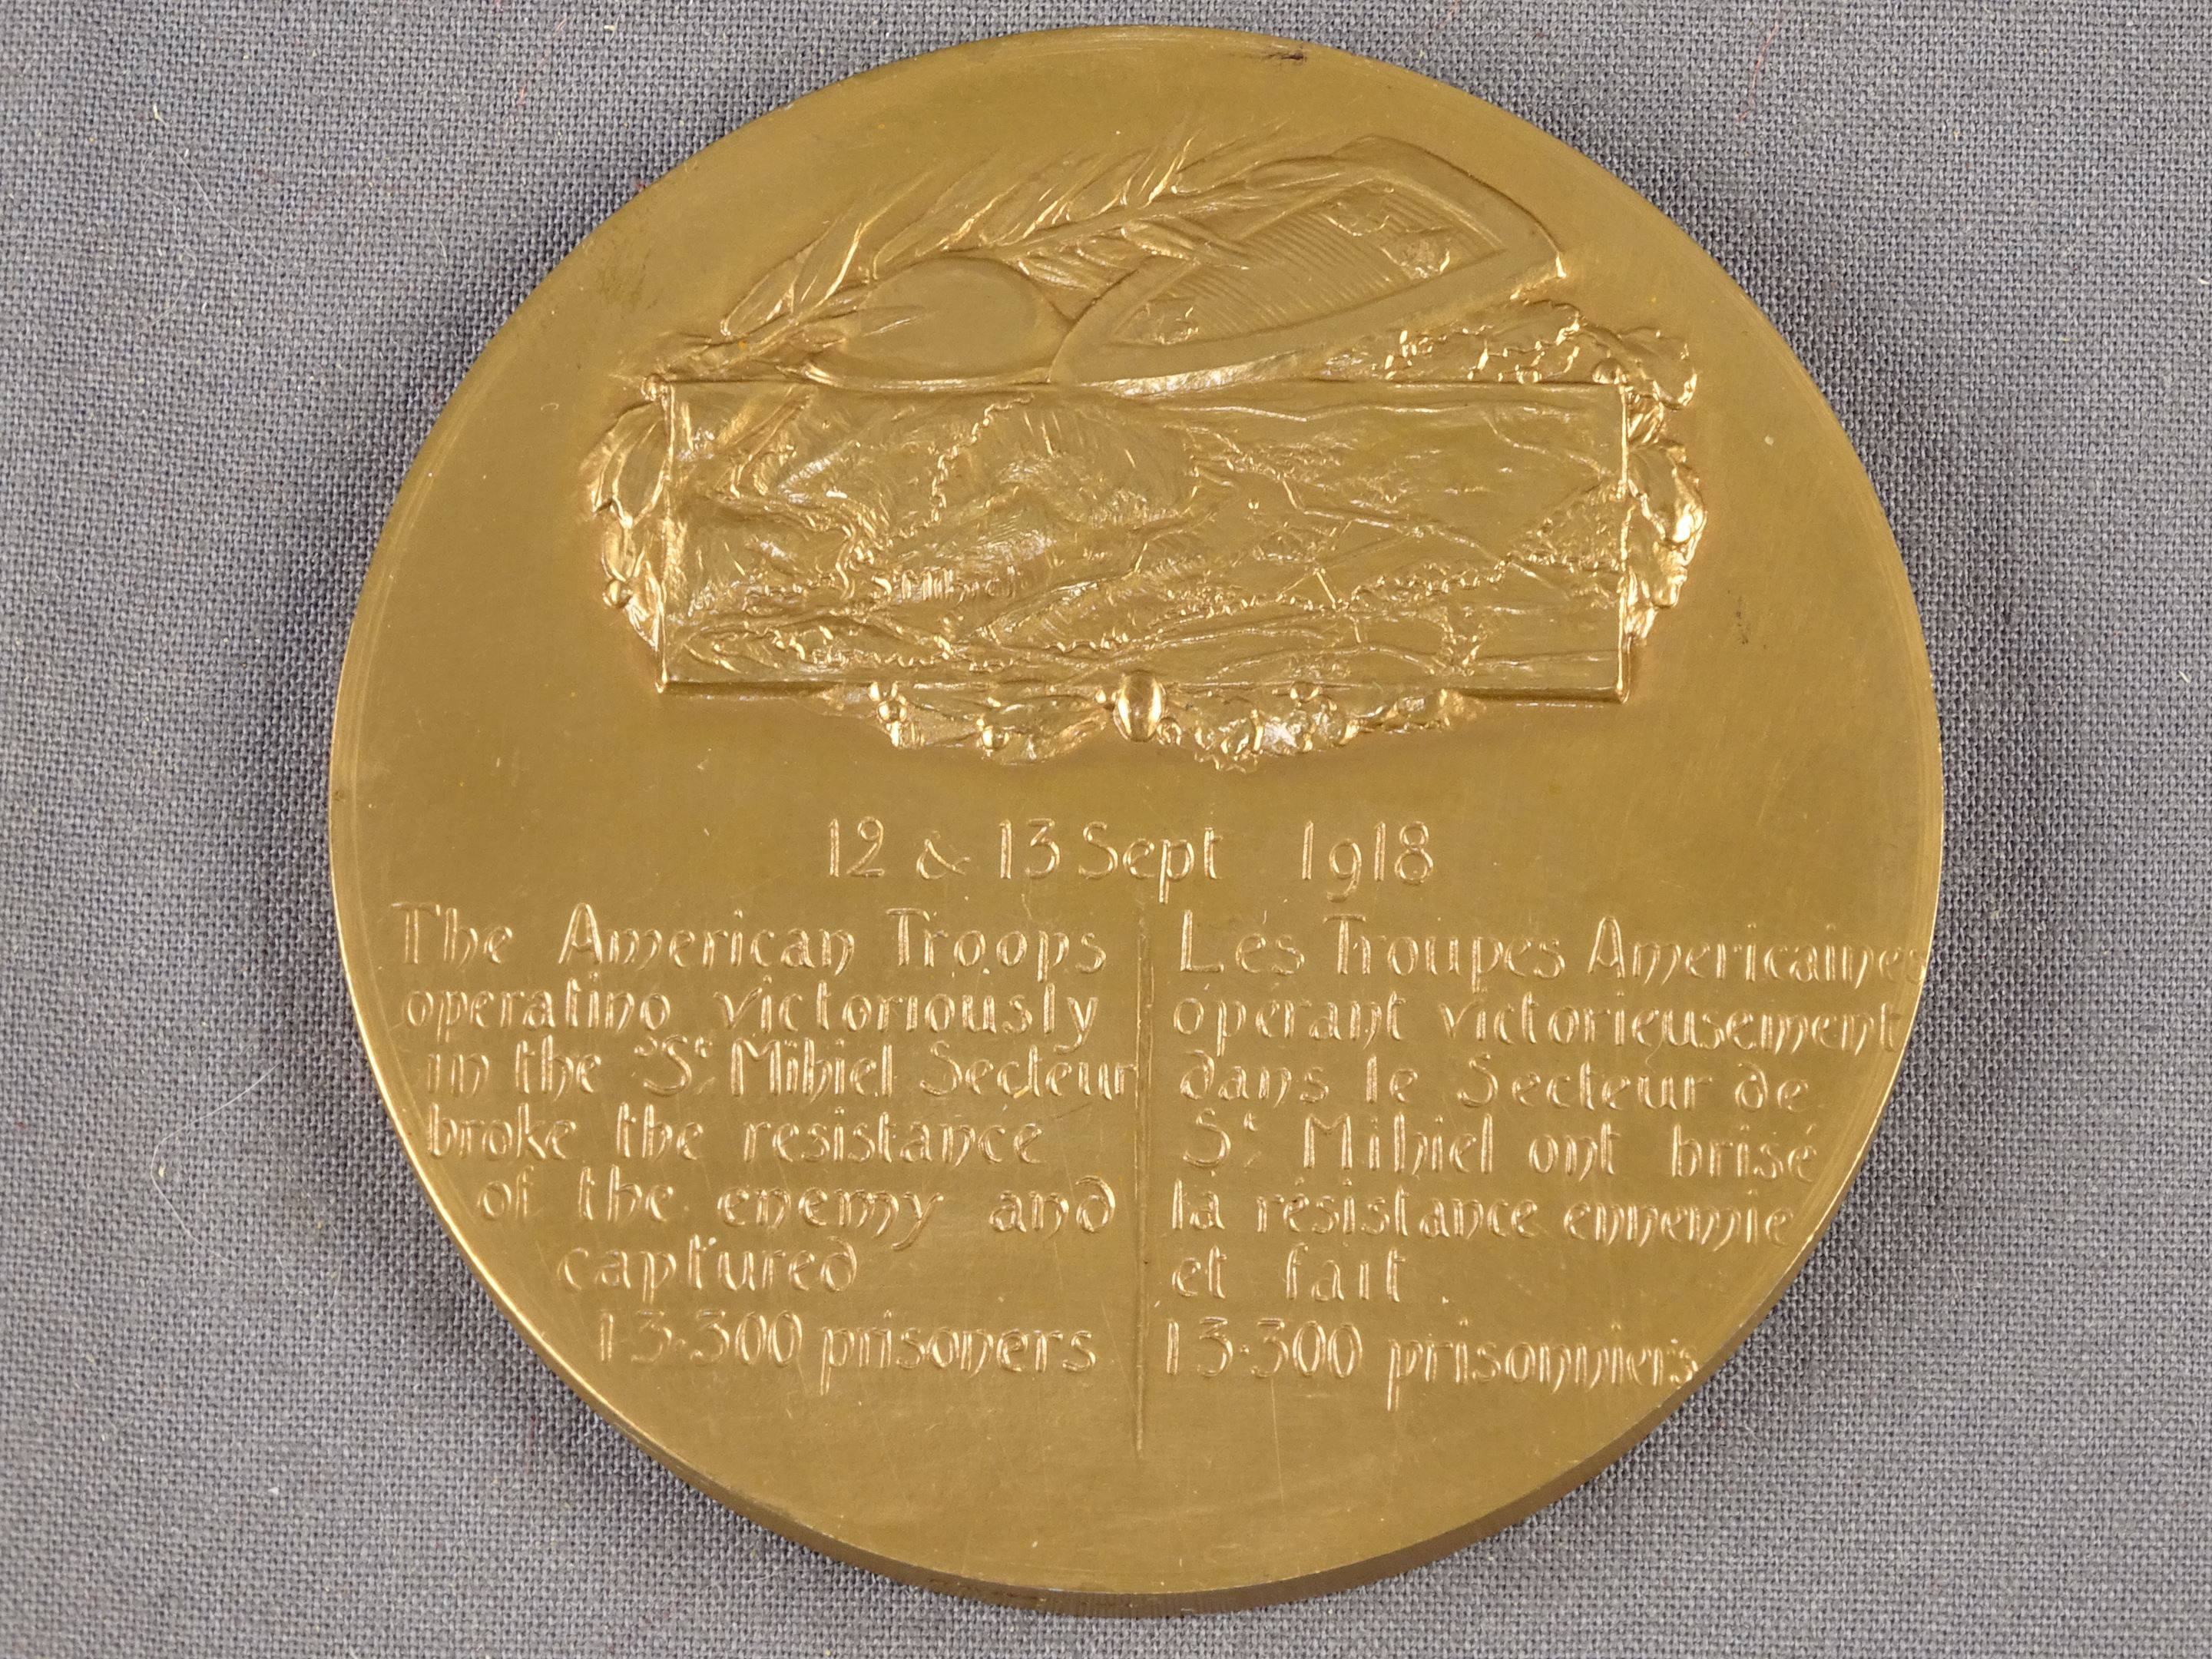 St Mihiel
12 & 13 Sept 1918
The American Troops
operating victoriously
in the St Mihiel Secteur
broke the resistance
of the enemy and
captured
13.300 prisoners
Les Troupes Americaines
operant victorieusement
dans le Secteur de
St Mihiel ont brisé
la résistance ennemie
et fait
13.300 prisonniers